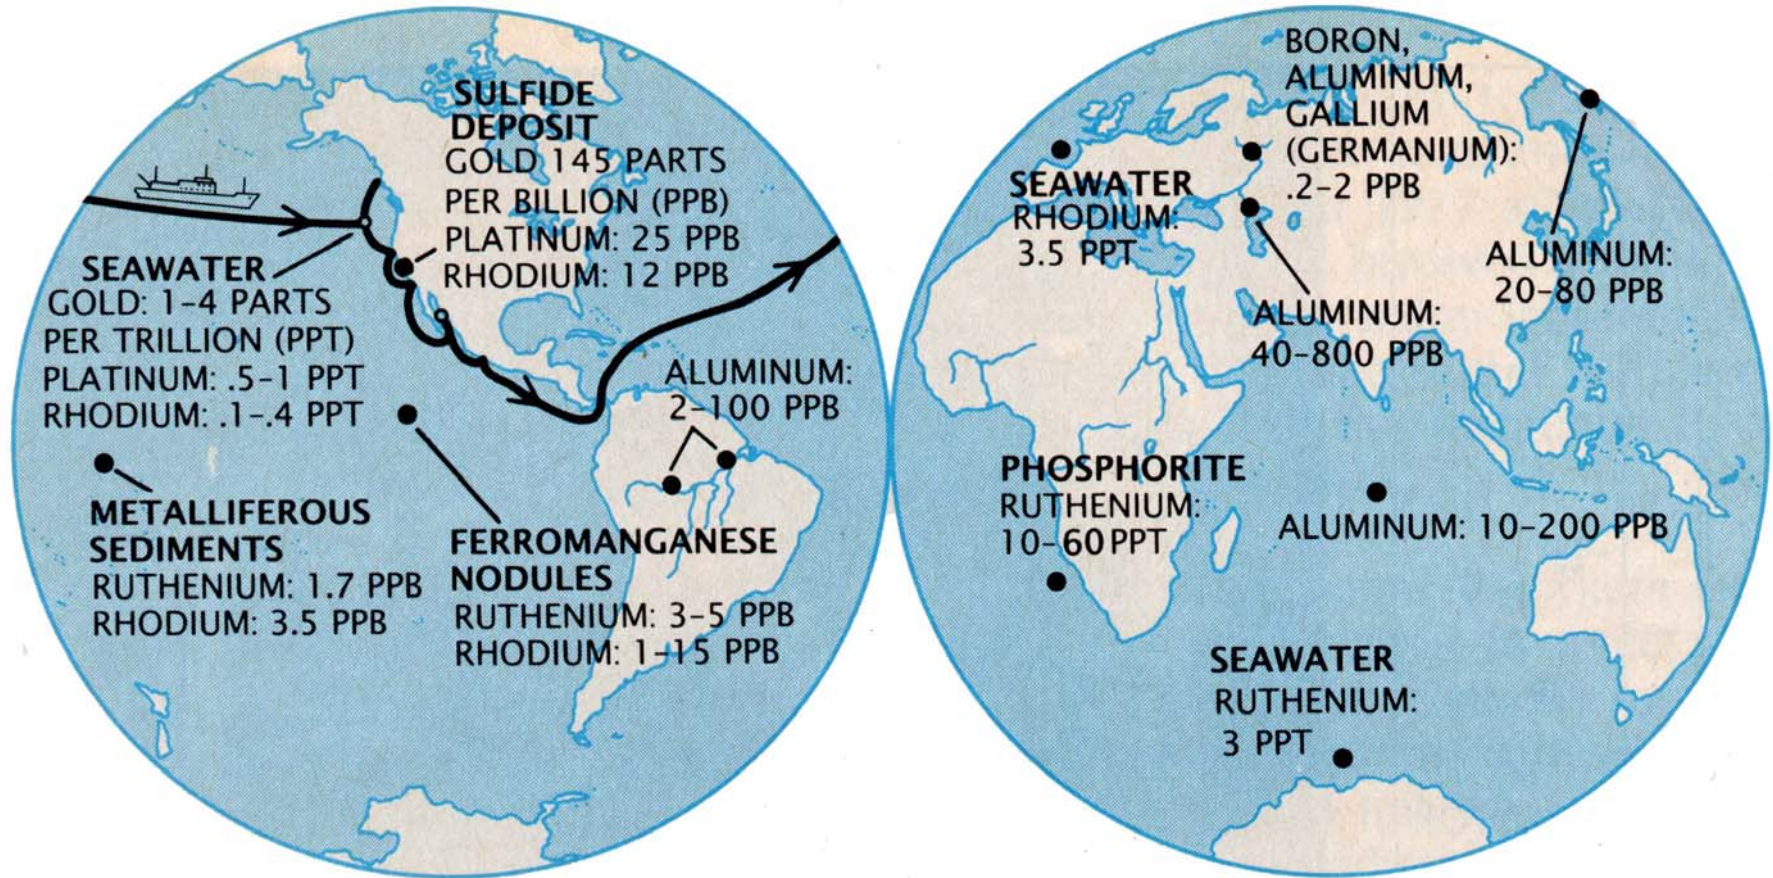 SULFIDE
DEPOSIT
GOLD 145 PARTS
PER BILLION (PPB)
PLATINUM: 25 PPB
RHODIUM: 12 PPB
SEAWATER
GOLD: 1-4 PARTS
PER TRILLION (PPT)
PLATINUM: .5-1 PPT
RHODIUM: .1-.4 PPT
ALUMINUM:
2-100 PPB
METALLIFEROUS
SEDIMENTS
RUTHENIUM: 1.7 PPB
RHODIUM: 3.5 PPB
FERROMANGANESE
NODULES
RUTHENIUM: 3-5 PPB
RHODIUM: 1-15 PPB
BORON,
ALUMINUM,
GALLIUM
(GERMANIUM):
.2-2 PPB
SEAWATER
RHODIUM:
3.5 PPT
ALUMINUM:
20-80 PPB
ALUMINUM:
40-800 PPB
PHOSPHORITE
RUTHENIUM:
10-60 PPT
ALUMINUM: 10-200 PPB
SEAWATER
RUTHENIUM:
3 PPT